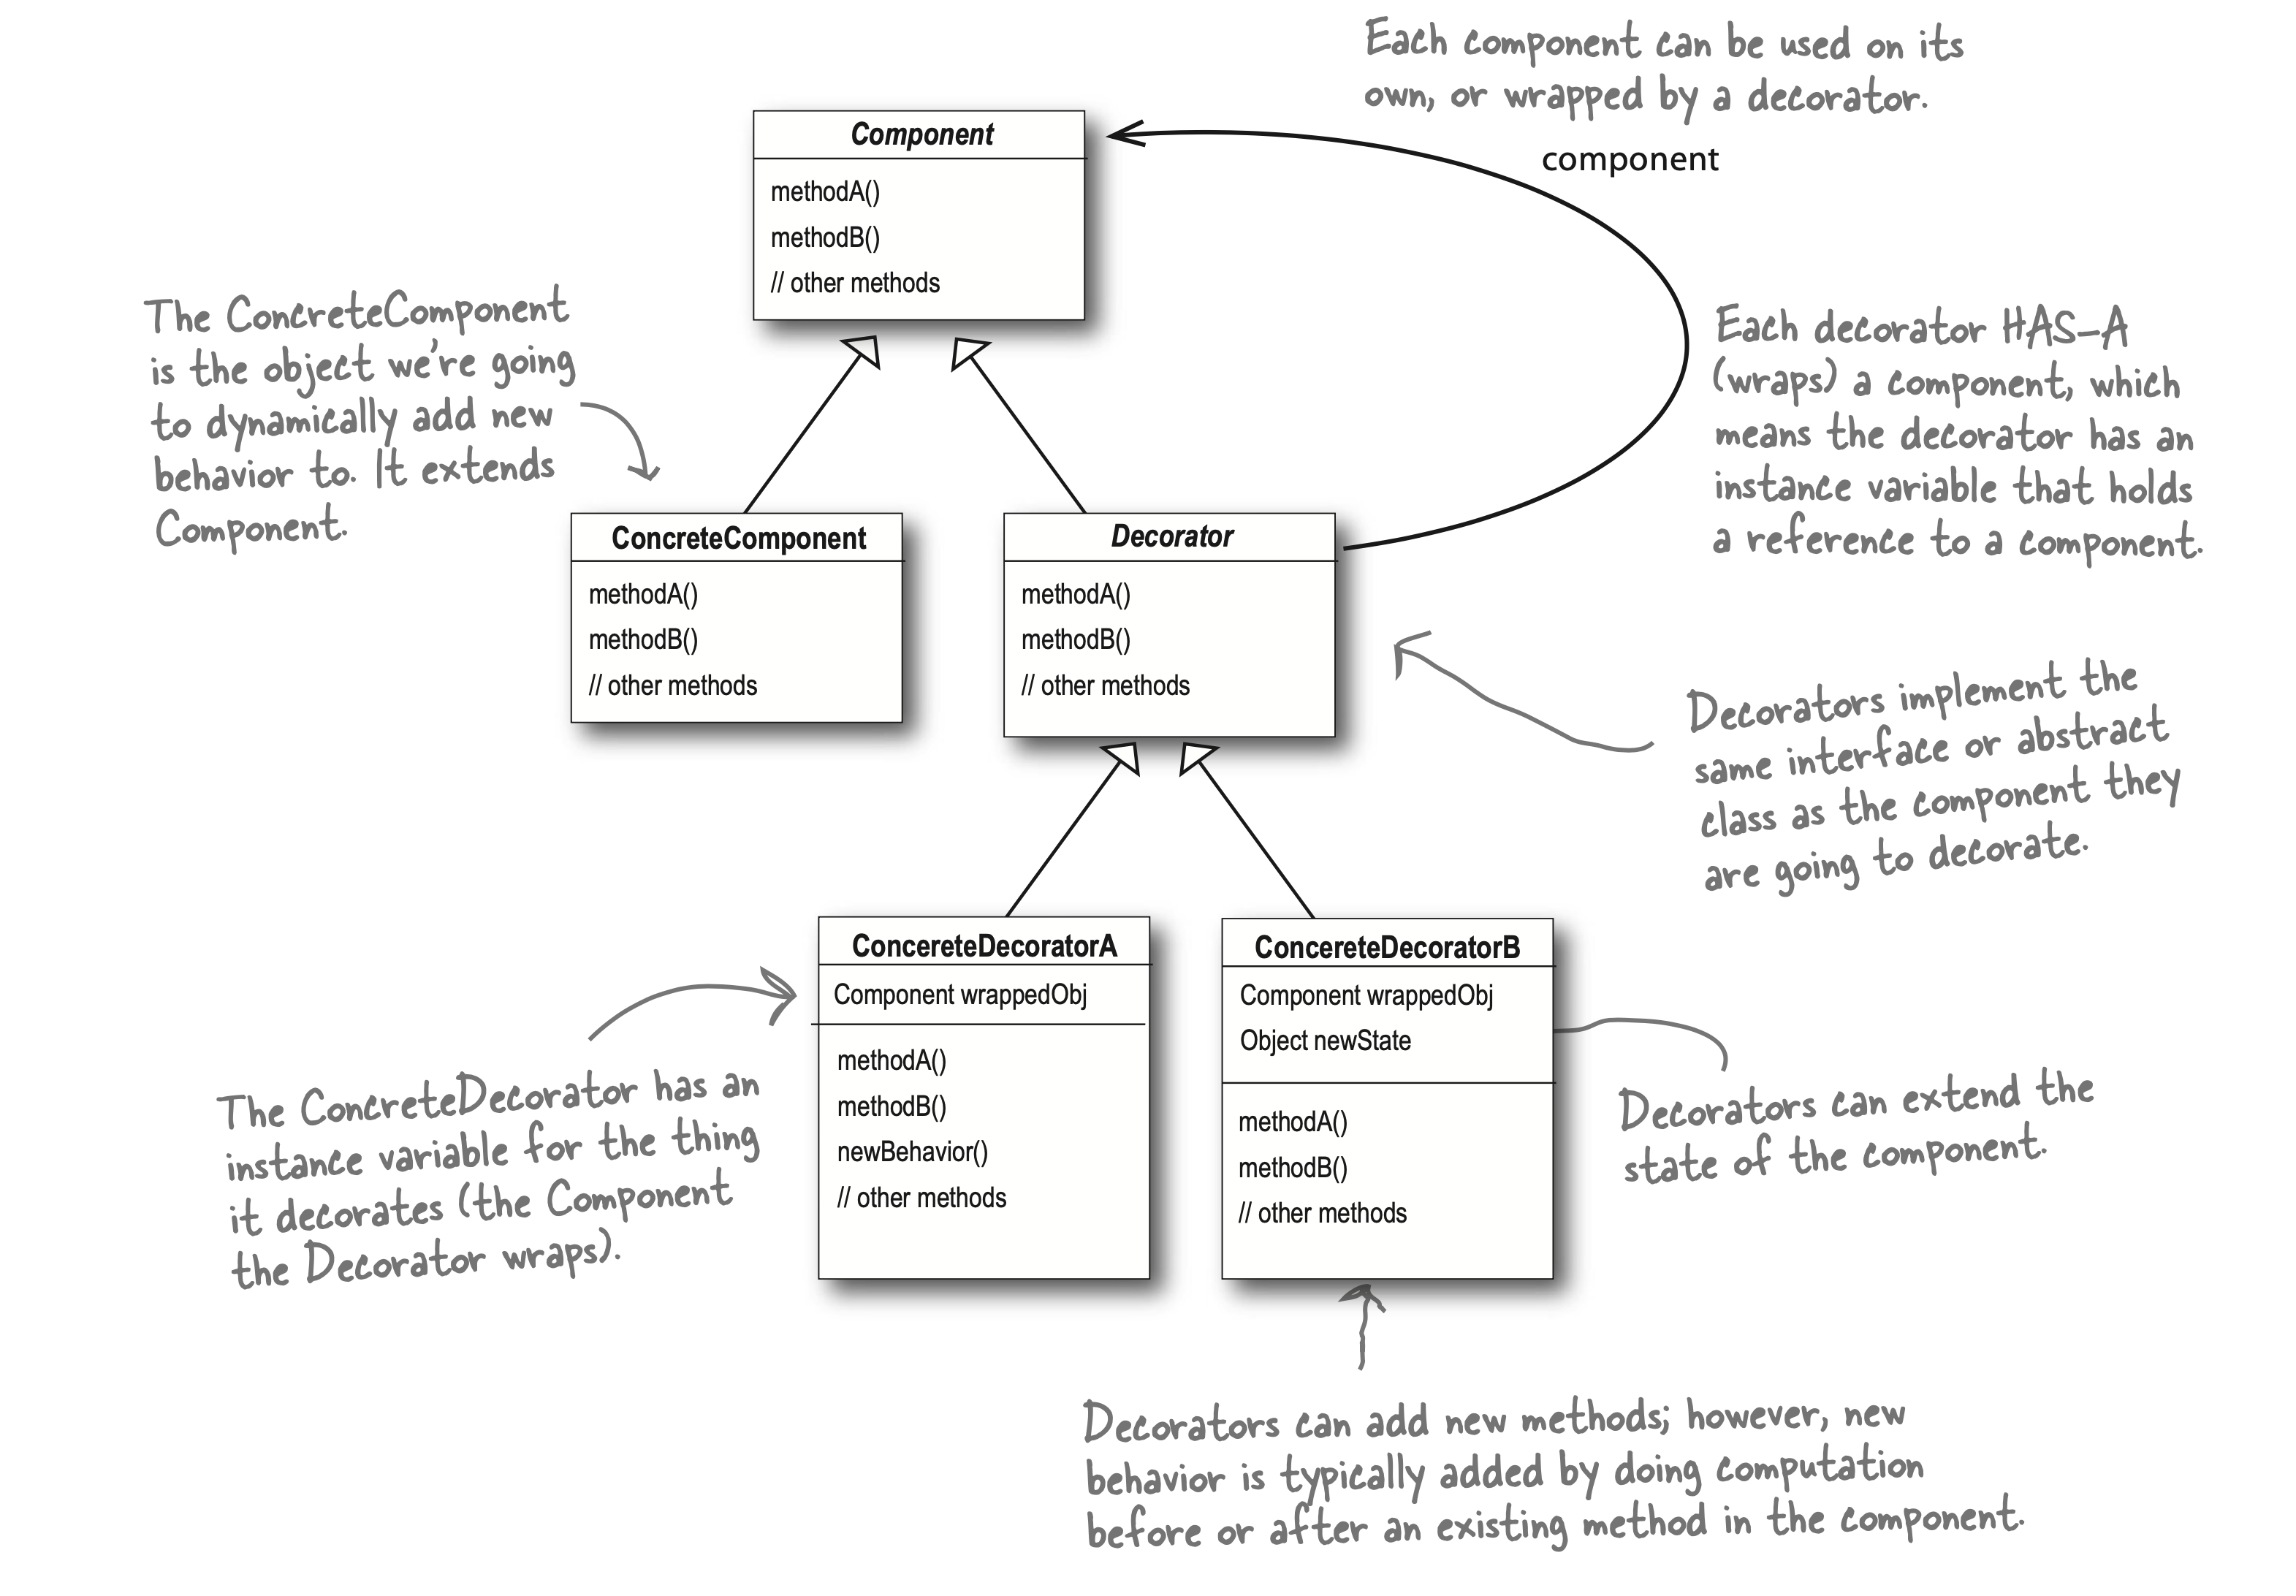 Each component can be used on its
own, or wrapped by a decorator.
component
Component
methodA()
methodB()
// other methods
The ConcreteComponent
is the object we're going
to dynamically add new
behavior to. It extends
Component.
Each decorator HAS-A
(wraps) a component, which
means the decorator has an
instance variable that holds
a reference to a component.
ConcreteComponent
methodA()
methodB()
// other methods
Decorator
methodA()
methodB()
// other methods
Decorators implement the
same interface or abstract
class as the component they
are going to decorate.
ConcereteDecoratorA
Component wrappedObj
methodA()
methodB()
newBehavior()
// other methods
ConcereteDecoratorB
Component wrappedObj
Object newState
methodA()
methodB()
// other methods
The ConcreteDecorator has an
instance variable for the thing
it decorates (the Component
the Decorator wraps).
Decorators can extend the
state of the component.
Decorators can add new methods; however, new
behavior is typically added by doing computation
before or after an existing method in the component.